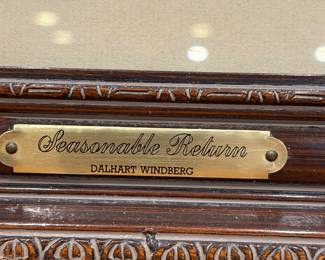 Seasonable Return
DALHART WINDBERG